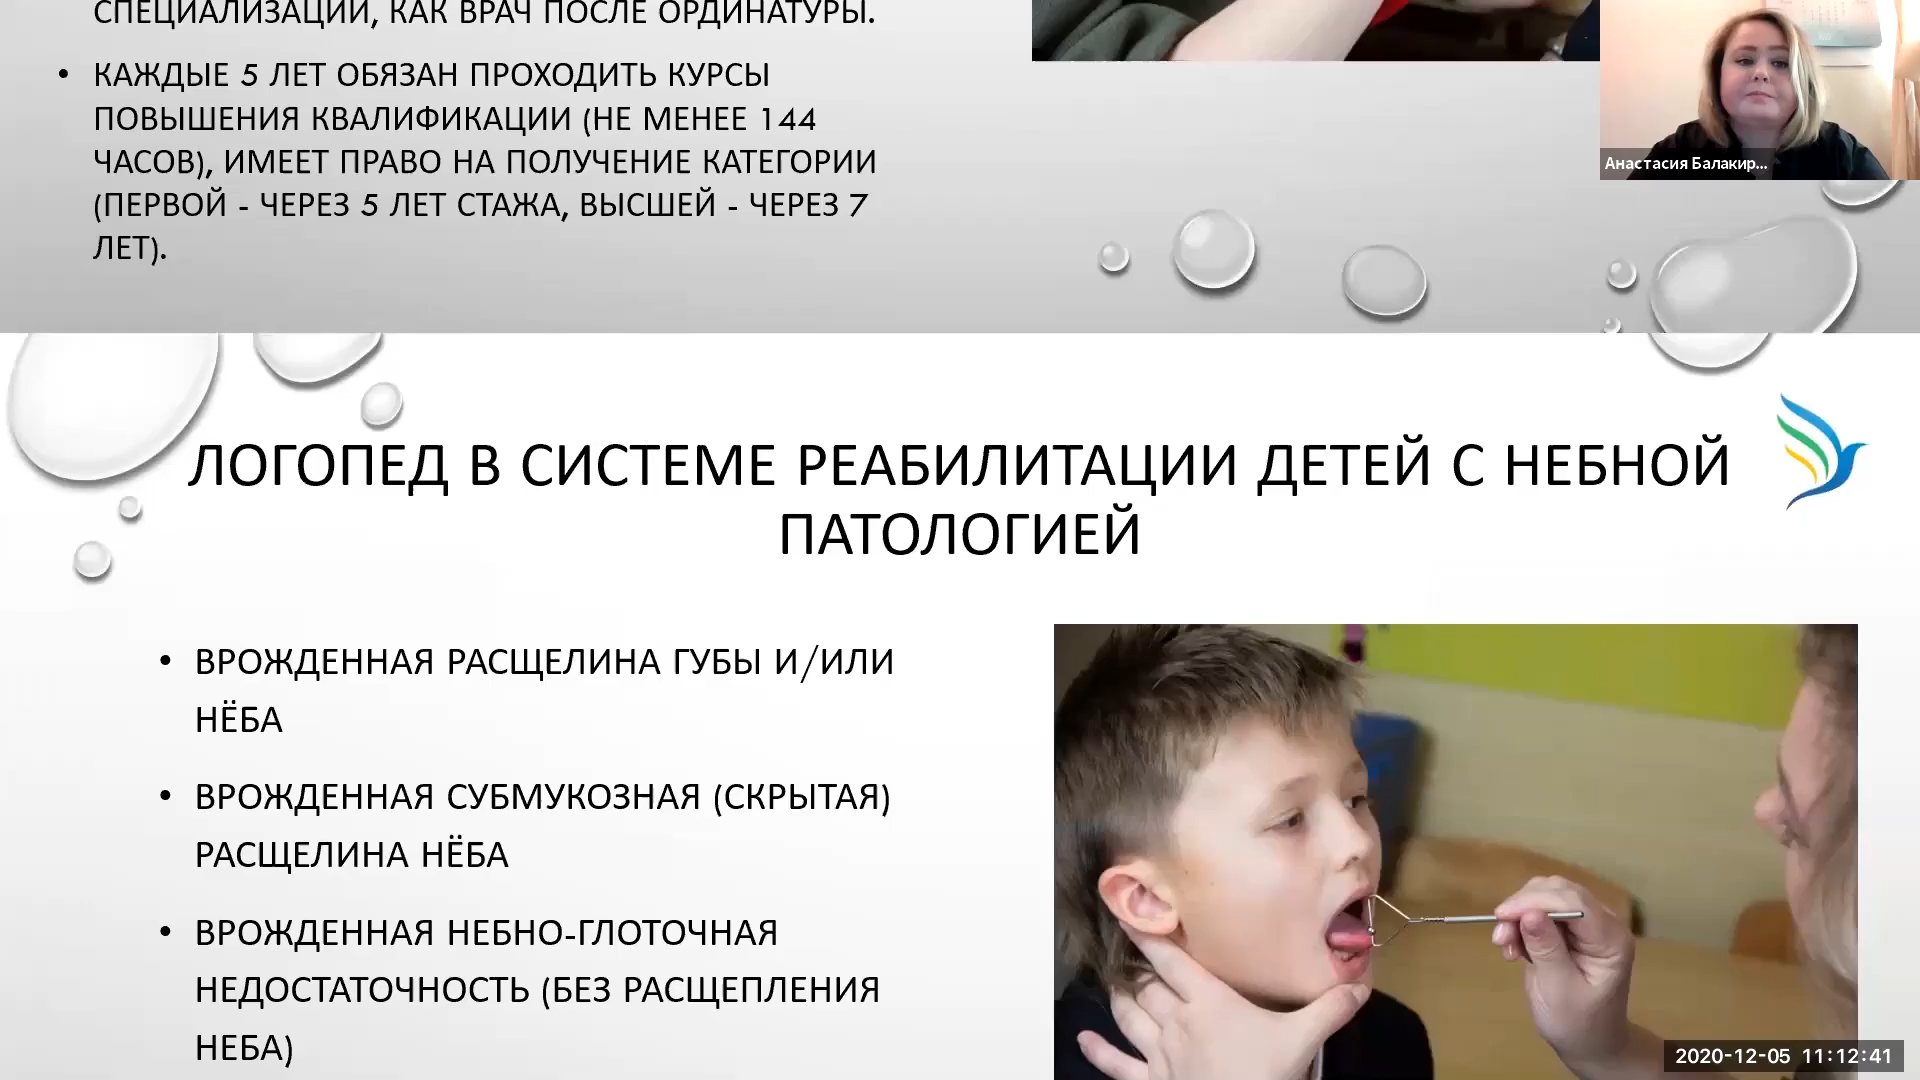 СПЕЦИАЛИЗАЦИИ, КАК ВРАЧ ПОСЛЕ ОРДИНАТУРЫ.
• КАЖДЫЕ 5 ЛЕТ ОБЯЗАН ПРОХОДИТЬ КУРСЫ
ПОВЫШЕНИЯ КВАЛИФИКАЦИИ (НЕ МЕНЕЕ 144
ЧАСОВ), ИМЕЕТ ПРАВО НА ПОЛУЧЕНИЕ КАТЕГОРИИ
(ПЕРВОЙ - ЧЕРЕЗ 5 ЛЕТ СТАЖА, ВЫСШЕЙ - ЧЕРЕЗ 7
ЛЕТ).
Анастасия Балакир...
ЛОГОПЕД В СИСТЕМЕ РЕАБИЛИТАЦИИ ДЕТЕЙ С НЕБНОЙ
ПАТОЛОГИЕЙ
• ВРОЖДЕННАЯ РАСЩЕЛИНА ГУБЫ И/ИЛИ
НЁБА
• ВРОЖДЕННАЯ СУБМУКОЗНАЯ (СКРЫТАЯ)
РАСЩЕЛИНА НЁБА
• ВРОЖДЕННАЯ НЕБНО-ГЛОТОЧНАЯ
НЕДОСТАТОЧНОСТЬ (БЕЗ РАСЩЕПЛЕНИЯ
НЕБА)
2020-12-05 11:12:41